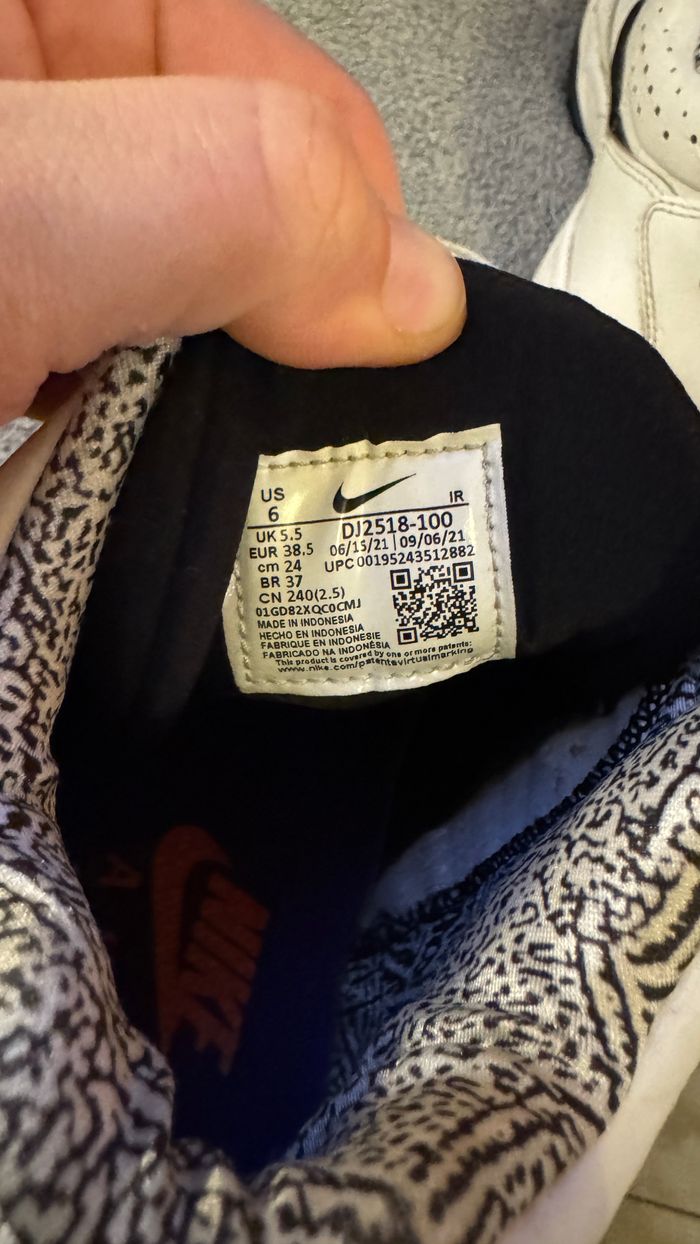 US
6
IR
UK 5.5
DJ2518-100
EUR 38.5
06/15/21 | 09/06/21
cm 24
UPC 00195243512882
BR 37
CN 240(2.5)
01GD82XQC0CMJ
MADE IN INDONESIA
HECHO EN INDONESIA
FABRIQUÉ EN INDONESIE
FABRICADO NA INDONÉSIA
This product is covered by one or more patents:
www.nike.com/patentsvirtualmarking
NIKE